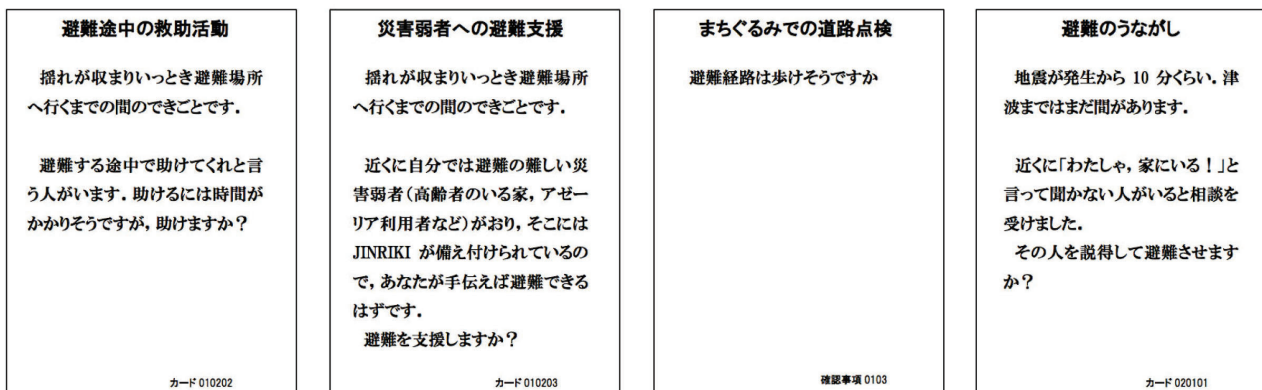 避難途中の救助活動
揺れが収まりいっとき避難場所
へ行くまでの間のできごとです．
避難する途中で助けてくれと言
う人がいます．助けるには時間が
かかりそうですが，助けますか？
カード 010202
災害弱者への避難支援
揺れが収まりいっとき避難場所
へ行くまでの間のできごとです．
近くに自分では避難の難しい災
害弱者（高齢者のいる家，アゼー
リア利用者など）がおり，そこには
JINRIKI が備え付けられているの
で，あなたが手伝えば避難できる
はずです．
避難を支援しますか？
カード 010203
まちぐるみでの道路点検
避難経路は歩けそうですか
確認事項 0103
避難のうながし
地震が発生から 10 分くらい．津
波まではまだ間があります．
近くに「わたしゃ，家にいる！」と
言って聞かない人がいると相談を
受けました．
その人を説得して避難させます
か？
カード 020101